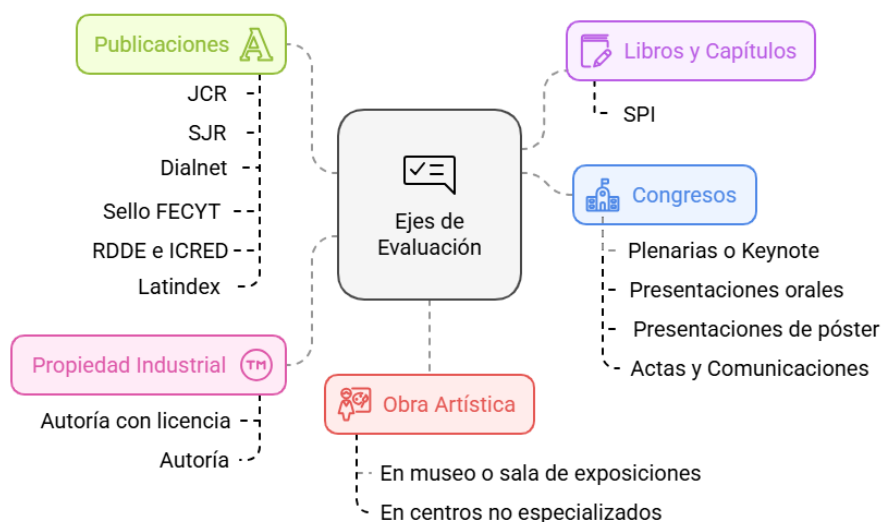 Publicaciones
JCR
SJR
Dialnet
Sello FECYT
RDDE e ICRED
Latindex
Propiedad Industrial
TM
Autoría con licencia
Autoría
Ejes de
Evaluación
Libros y Capítulos
SPI
Congresos
Plenarias o Keynote
Presentaciones orales
Presentaciones de póster
Actas y Comunicaciones
Obra Artística
En museo o sala de exposiciones
En centros no especializados